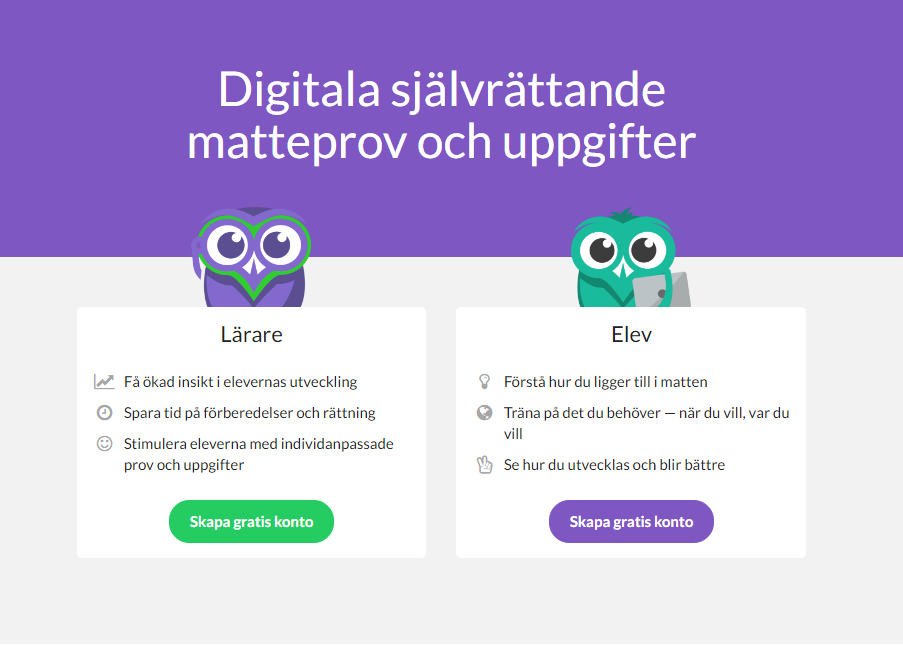 Digitala självrättande
matteprov och uppgifter
Lärare
Få ökad insikt i elevernas utveckling
Spara tid på förberedelser och rättning
Stimulera eleverna med individanpassade
prov och uppgifter
Skapa gratis konto
Elev
Förstå hur du ligger till i matten
Träna på det du behöver — när du vill, var du
vill
Se hur du utvecklas och blir bättre
Skapa gratis konto